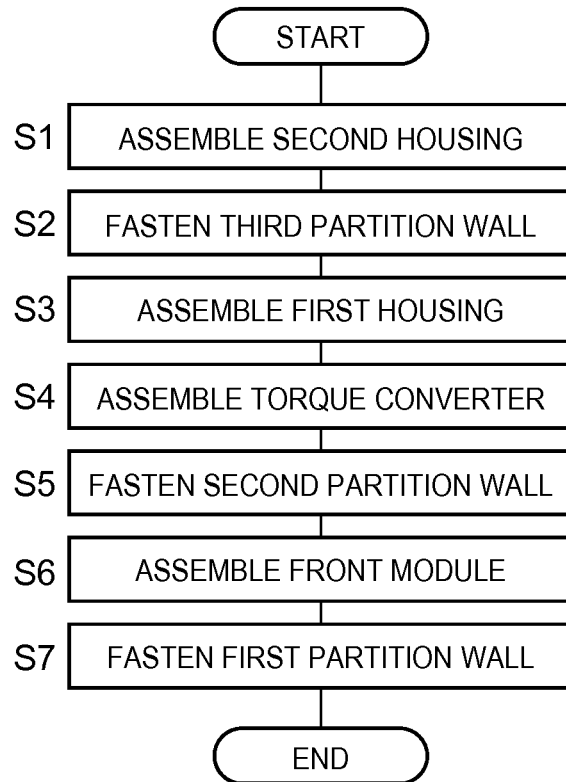 START
S1 ASSEMBLE SECOND HOUSING
S2 FASTEN THIRD PARTITION WALL
S3 ASSEMBLE FIRST HOUSING
S4 ASSEMBLE TORQUE CONVERTER
S5 FASTEN SECOND PARTITION WALL
S6 ASSEMBLE FRONT MODULE
S7 FASTEN FIRST PARTITION WALL
END